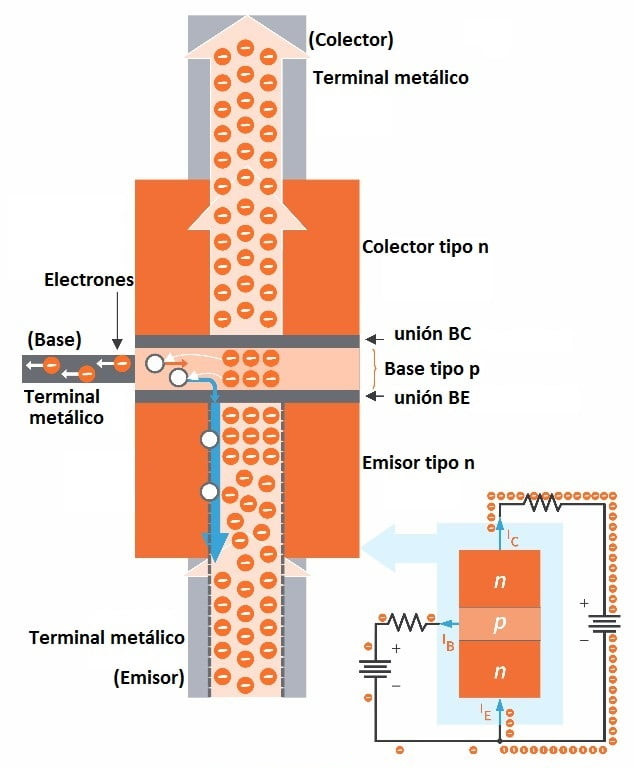 (Colector)
Terminal metálico
Colector tipo n
Electrones
(Base)
Terminal
metálico
unión BC
Base tipo p
unión BE
Emisor tipo n
Terminal metálico
(Emisor)
I_C
n
p
n
I_B
I_E
+
−
+
−